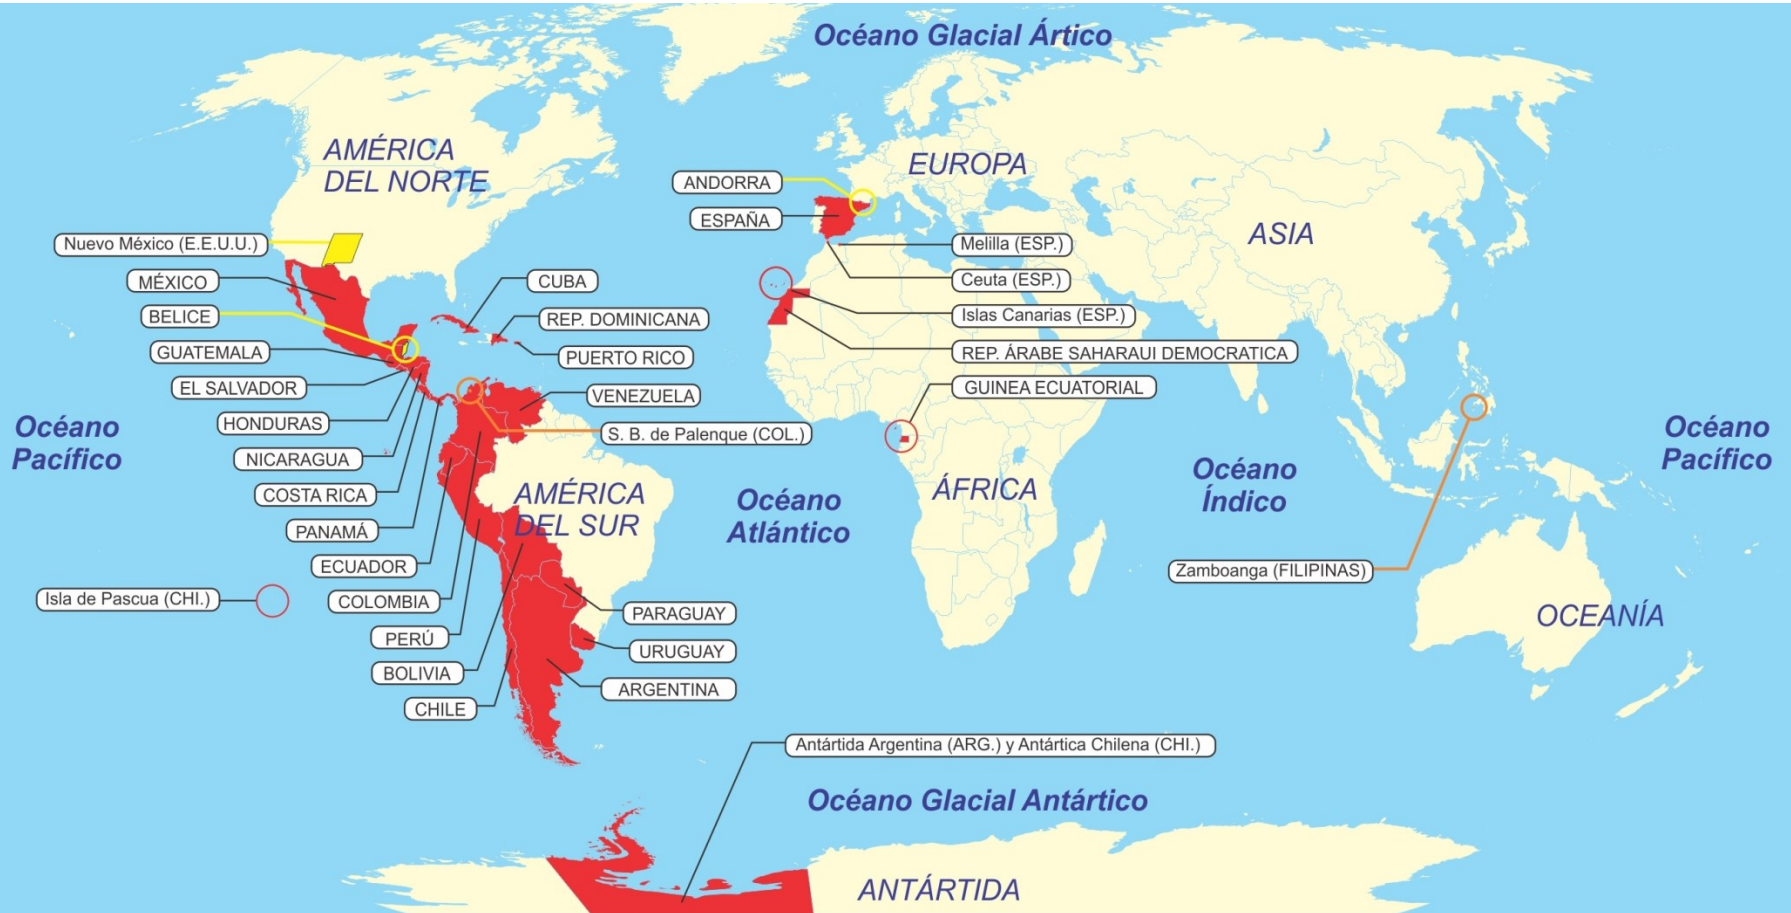 Océano Glacial Ártico
AMÉRICA
DEL NORTE
EUROPA
ANDORRA
ESPAÑA
ASIA
Nuevo México (E.E.U.U.)
Melilla (ESP.)
MÉXICO
CUBA
Ceuta (ESP.)
BELICE
REP. DOMINICANA
Islas Canarias (ESP.)
GUATEMALA
PUERTO RICO
REP. ÁRABE SAHARAUI DEMOCRATICA
EL SALVADOR
VENEZUELA
GUINEA ECUATORIAL
HONDURAS
S. B. de Palenque (COL.)
Océano
Pacífico
NICARAGUA
COSTA RICA
PANAMÁ
AMÉRICA
DEL SUR
Océano
Atlántico
ÁFRICA
Océano
Índico
Océano
Pacífico
ECUADOR
Zamboanga (FILIPINAS)
Isla de Pascua (CHI.)
COLOMBIA
PARAGUAY
OCEANÍA
PERÚ
URUGUAY
BOLIVIA
ARGENTINA
CHILE
Antártida Argentina (ARG.) y Antártica Chilena (CHI.)
Océano Glacial Antártico
ANTÁRTIDA